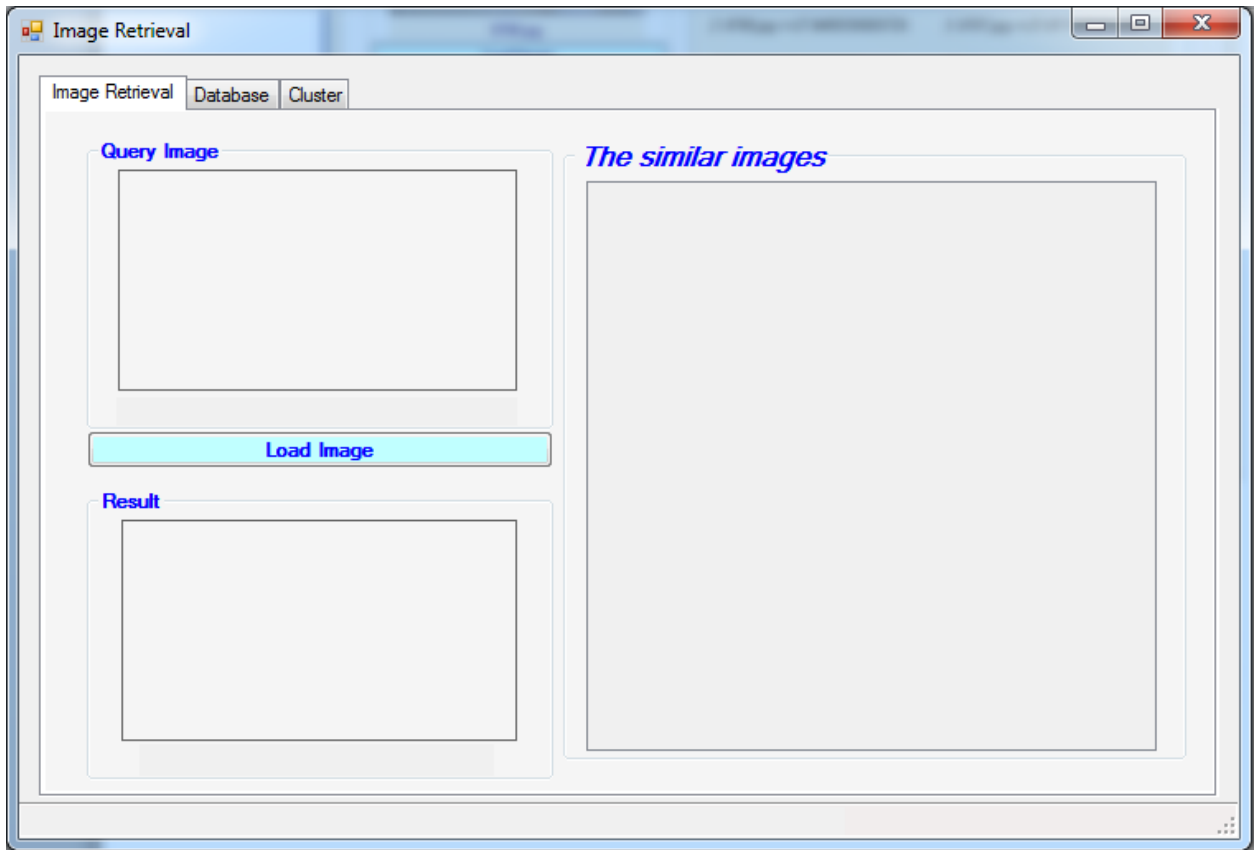 Image Retrieval
Image Retrieval Database Cluster
Query Image
The similar images
Load Image
Result